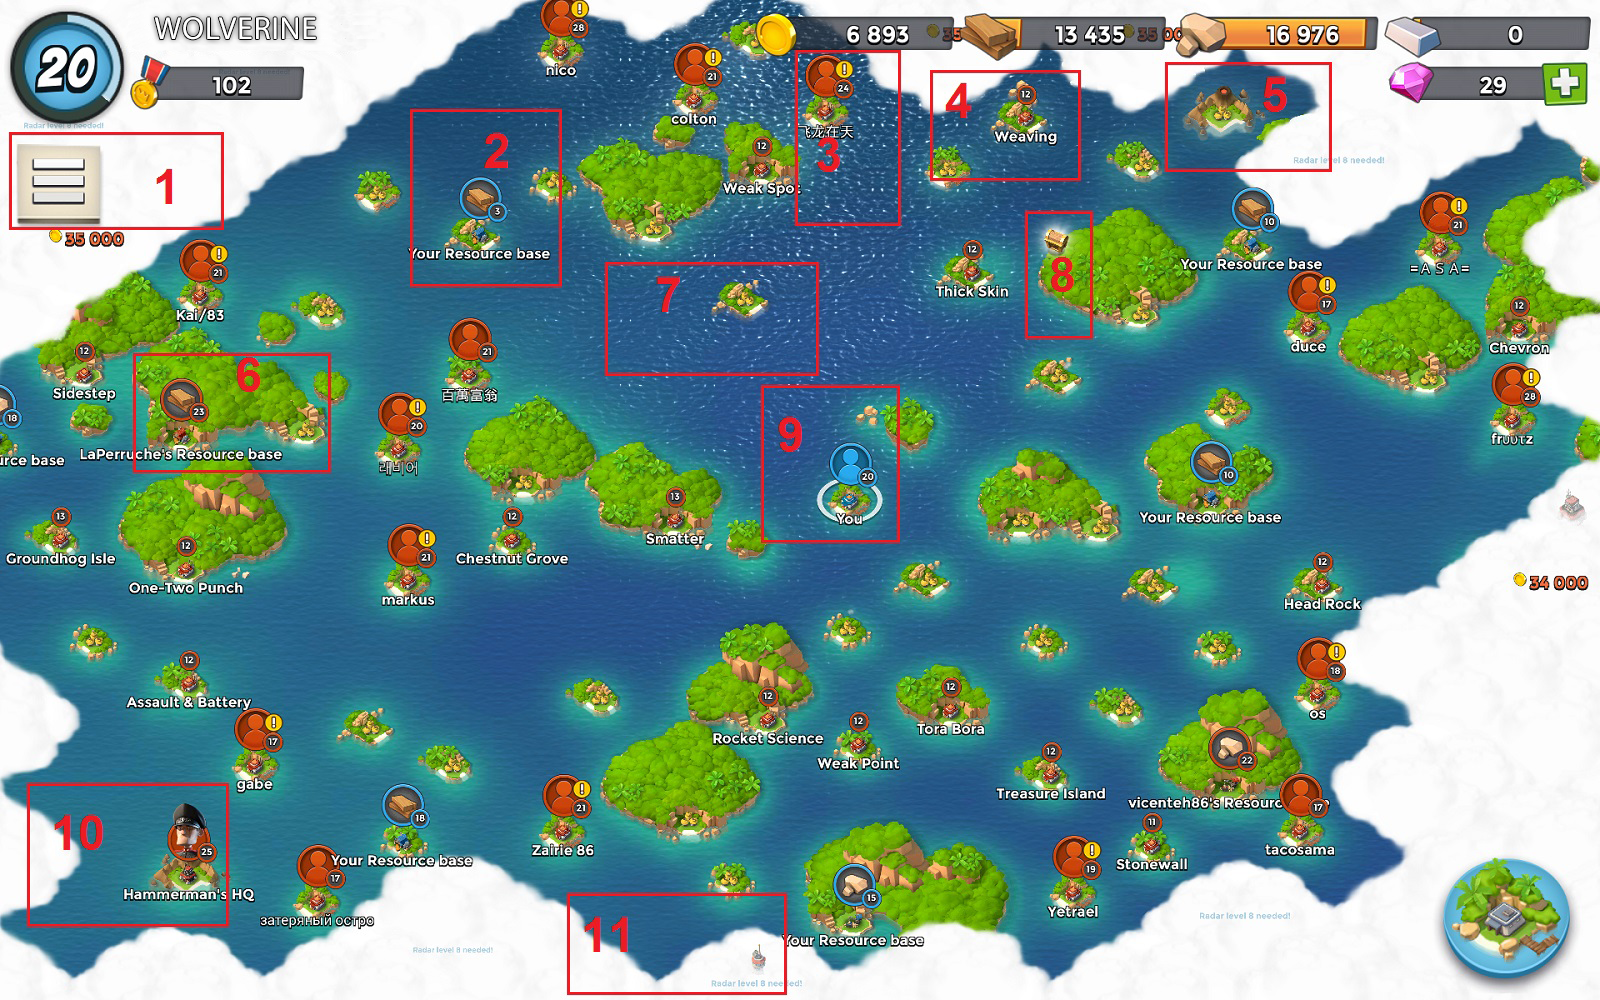 20
WOLVERINE
102
6 893
13 435
16 976
0
29
Radar level 8 needed!
1
35 000
28
nico
21
colton
24
飞龙在天
3
4
12
Weaving
5
Radar level 8 needed!
2
3
Your Resource base
12
Weak Spo
10
Your Resource base
21
=A S A=
21
Kai/83
12
Thick Skin
8
7
17
duce
12
Chevron
12
Sidestep
6
23
LaPerruche's Resource base
18
urce base
21
百萬富翁
20
래비어
28
9
20
You
10
Your Resource base
13
Smatter
13
Groundhog Isle
12
One-Two Punch
21
markus
12
Chestnut Grove
34 000
12
Head Rock
12
Assault & Battery
17
gabe
12
Rocket Science
12
Tora Bora
12
Weak Point
18
os
12
Treasure Island
22
vicenteh86's Resourc
17
tacosama
10
25
Hammerman's HQ
18
Your Resource base
17
затеряный остро
21
Zairie 86
15
Your Resource base
19
Yetrael
11
Stonewall
11
Radar level 8 needed!
Radar level 8 needed!
Radar level 8 needed!